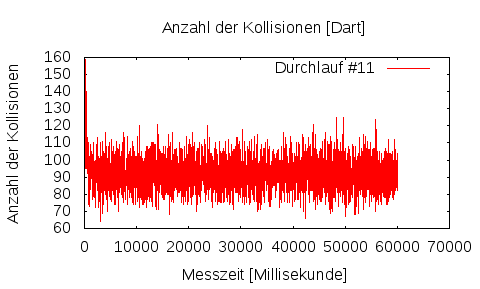 Anzahl der Kollisionen [Dart]
Durchlauf #11
Anzahl der Kollisionen
160
150
140
130
120
110
100
90
80
70
60
0 10000 20000 30000 40000 50000 60000 70000
Messzeit [Millisekunde]